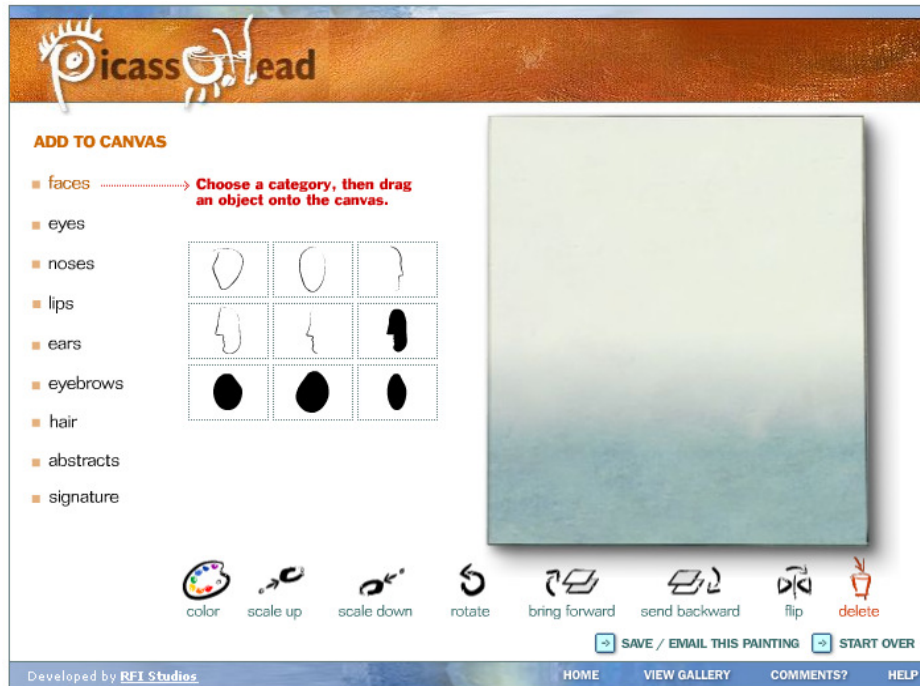 PicassOHead
ADD TO CANVAS
faces
Choose a category, then drag
an object onto the canvas.
eyes
noses
lips
ears
eyebrows
hair
abstracts
signature
color
scale up
scale down
rotate
bring forward
send backward
flip
delete
SAVE / EMAIL THIS PAINTING
START OVER
Developed by RFI Studios
HOME
VIEW GALLERY
COMMENTS?
HELP